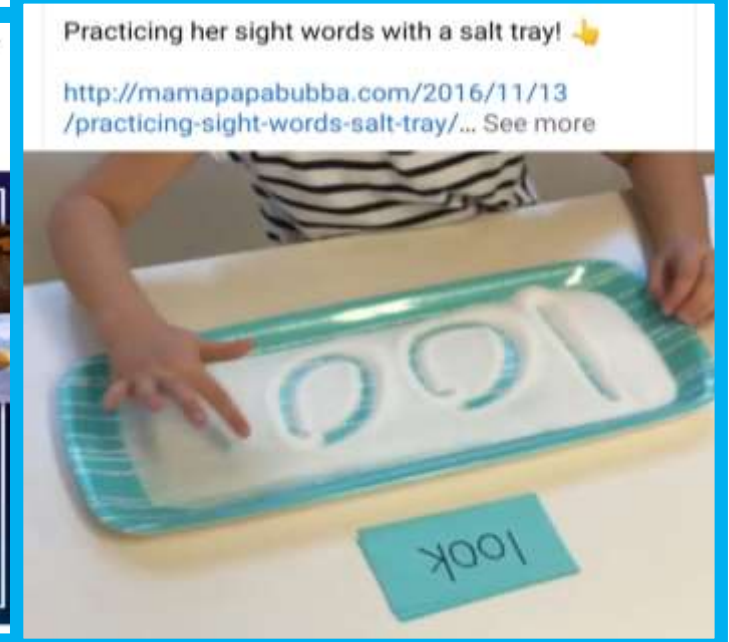 Practicing her sight words with a salt tray! 👆
http://mamapapabubba.com/2016/11/13
/practicing-sight-words-salt-tray/... See more
loo
look